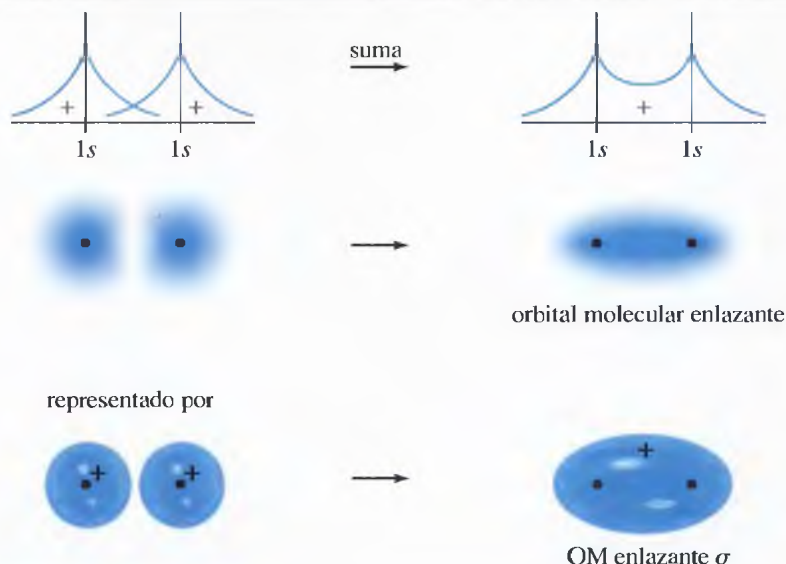 suma
+ +
+
1s 1s
1s 1s
orbital molecular enlazante
representado por
+ +
+
OM enlazante σ